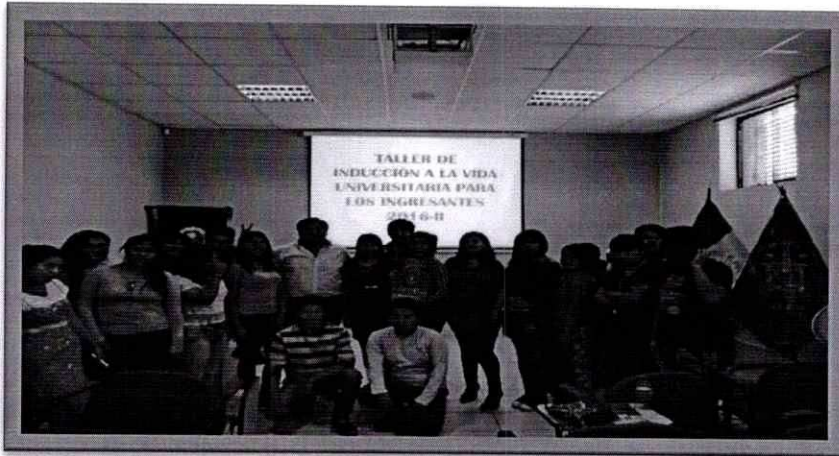 TALLER DE
INDUCCIÓN A LA VIDA
UNIVERSITARIA PARA
LOS INGRESANTES
2016-II